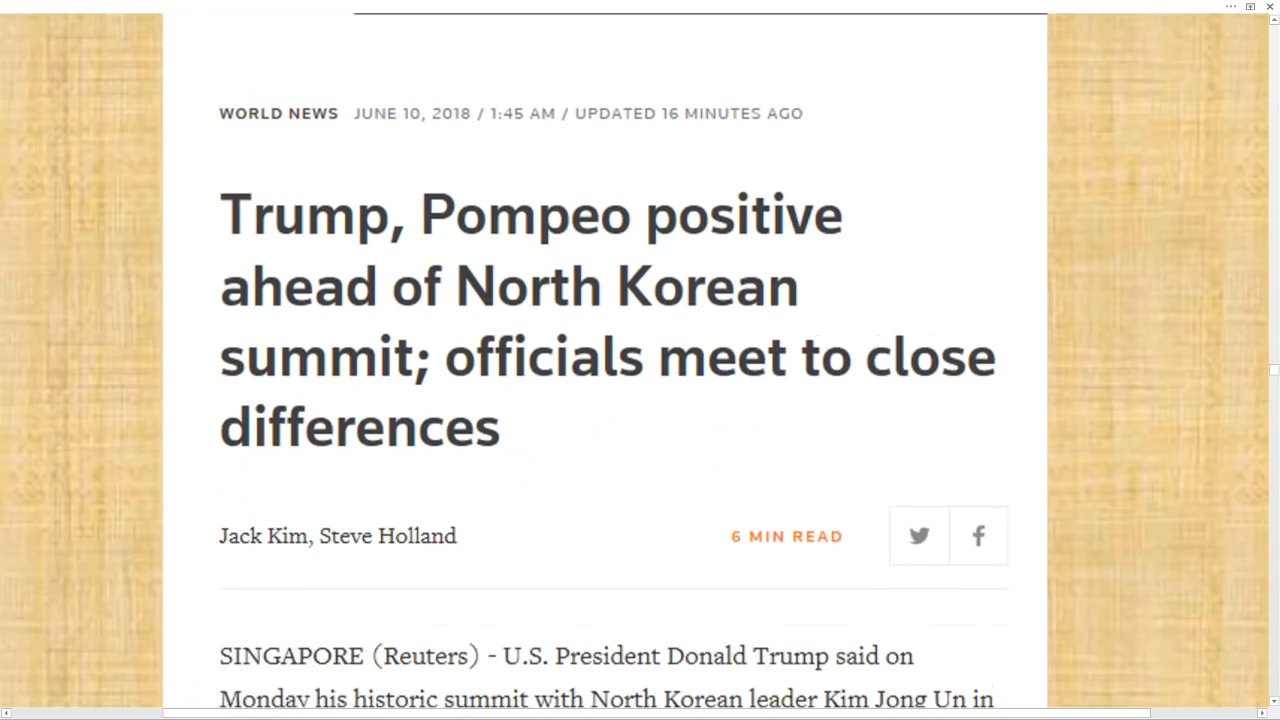 WORLD NEWS JUNE 10, 2018 / 1:45 AM / UPDATED 16 MINUTES AGO
Trump, Pompeo positive
ahead of North Korean
summit; officials meet to close
differences
Jack Kim, Steve Holland 6 MIN READ
SINGAPORE (Reuters) - U.S. President Donald Trump said on
Monday his historic summit with North Korean leader Kim Jong Un in